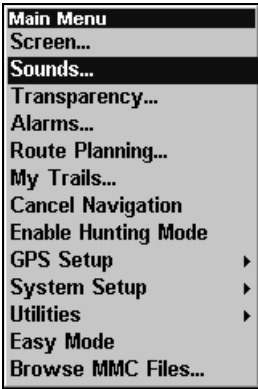 Main Menu
Screen...
Sounds...
Transparency...
Alarms...
Route Planning...
My Trails...
Cancel Navigation
Enable Hunting Mode
GPS Setup
System Setup
Utilities
Easy Mode
Browse MMC Files...